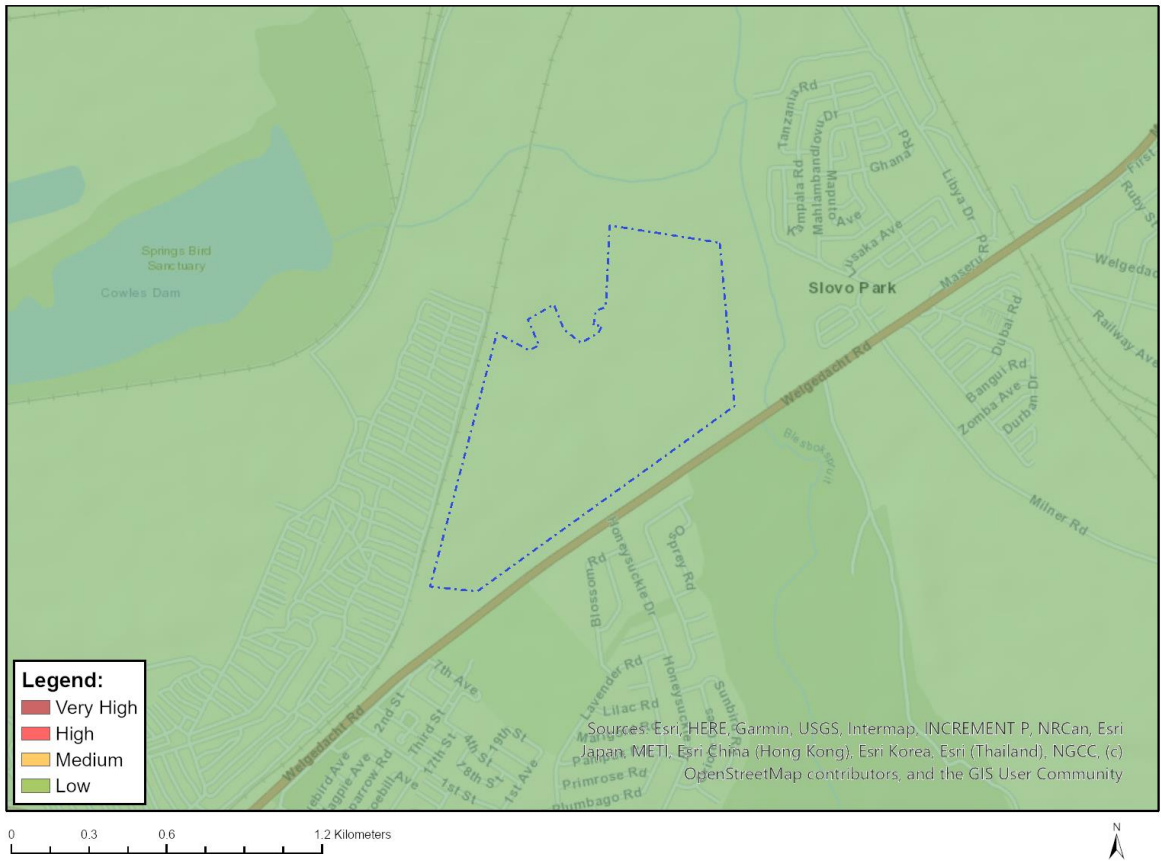 Tanzania Rd
Mahlambandlovu Dr
Maputo
Ave
Ghana Rd
Libya Dr
Lusaka Ave
Maseru Rd
First
Ruby St
Railway Ave
Springs Bird
Sanctuary
Cowles Dam
Slovo Park
Dubai Rd
Bangui Rd
Zomba Ave
Durban Dr
Welgedacht Rd
Milner Rd
Honeysuckle Dr
Osprey Rd
Blossom Rd
Lavender Rd
Lilac Rd
Honeysuckle
Primrose Rd
Plumbago Rd
7th Ave
2nd St
Third St
4th St
19th St
17th St
78th St
1st St
1st Ave
Welgedacht Rd
Legend:
Very High
High
Medium
Low
Sources: Esri, HERE, Garmin, USGS, Intermap, INCREMENT P, NRCan, Esri
Japan, METI, Esri China (Hong Kong), Esri Korea, Esri (Thailand), NGCC, (c)
OpenStreetMap contributors, and the GIS User Community
0 0.3 0.6 1.2 Kilometers
N